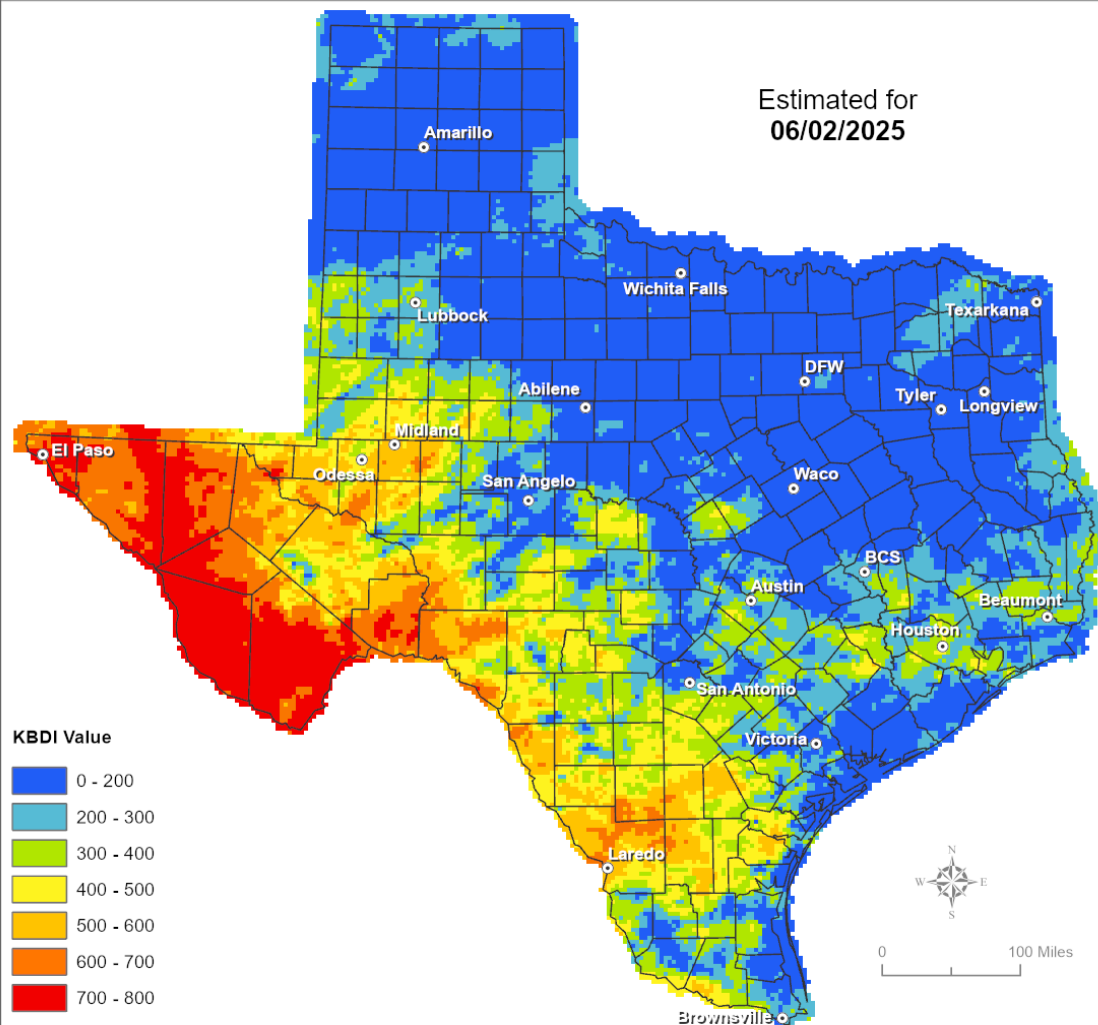 Estimated for
06/02/2025
Amarillo
Wichita Falls
Texarkana
Lubbock
DFW
Abilene
Tyler
Longview
Midland
El Paso
Odessa
San Angelo
Waco
BCS
Austin
Beaumont
Houston
San Antonio
Victoria
Laredo
Brownsville
KBDI Value
0 - 200
200 - 300
300 - 400
400 - 500
500 - 600
600 - 700
700 - 800
N
W E
S
0 100 Miles